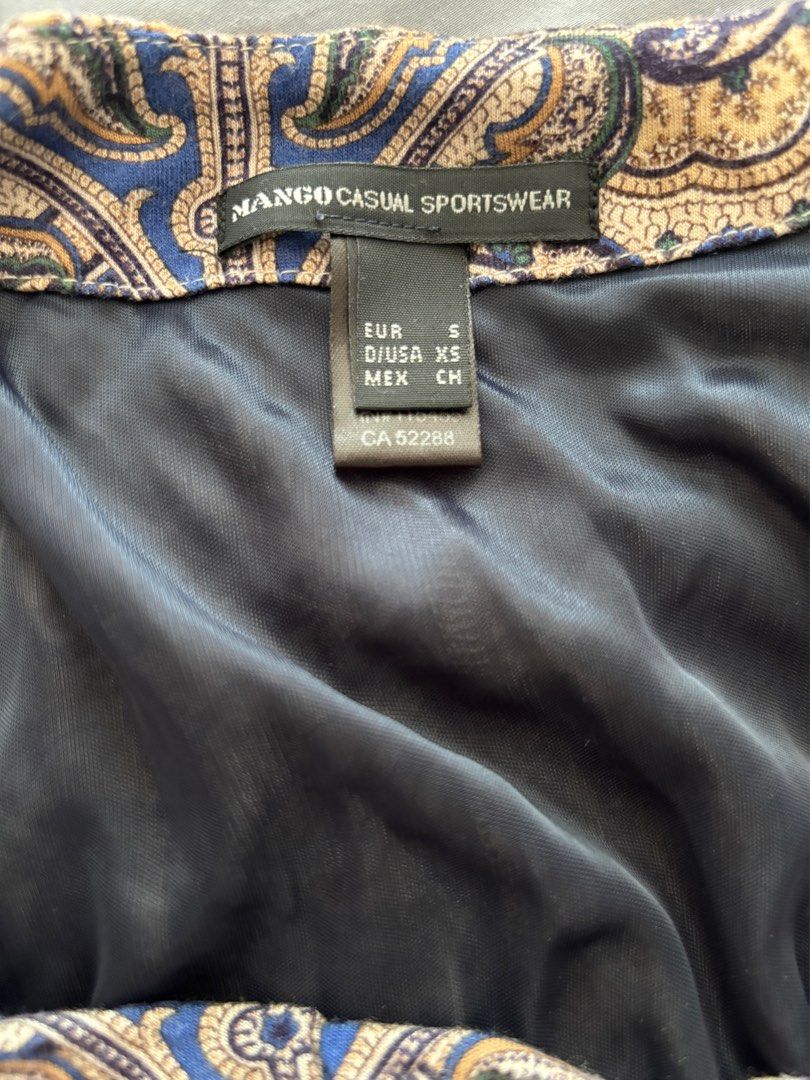 MANGO CASUAL SPORTSWEAR
EUR S
D/USA XS
MEX CH
CA 52288